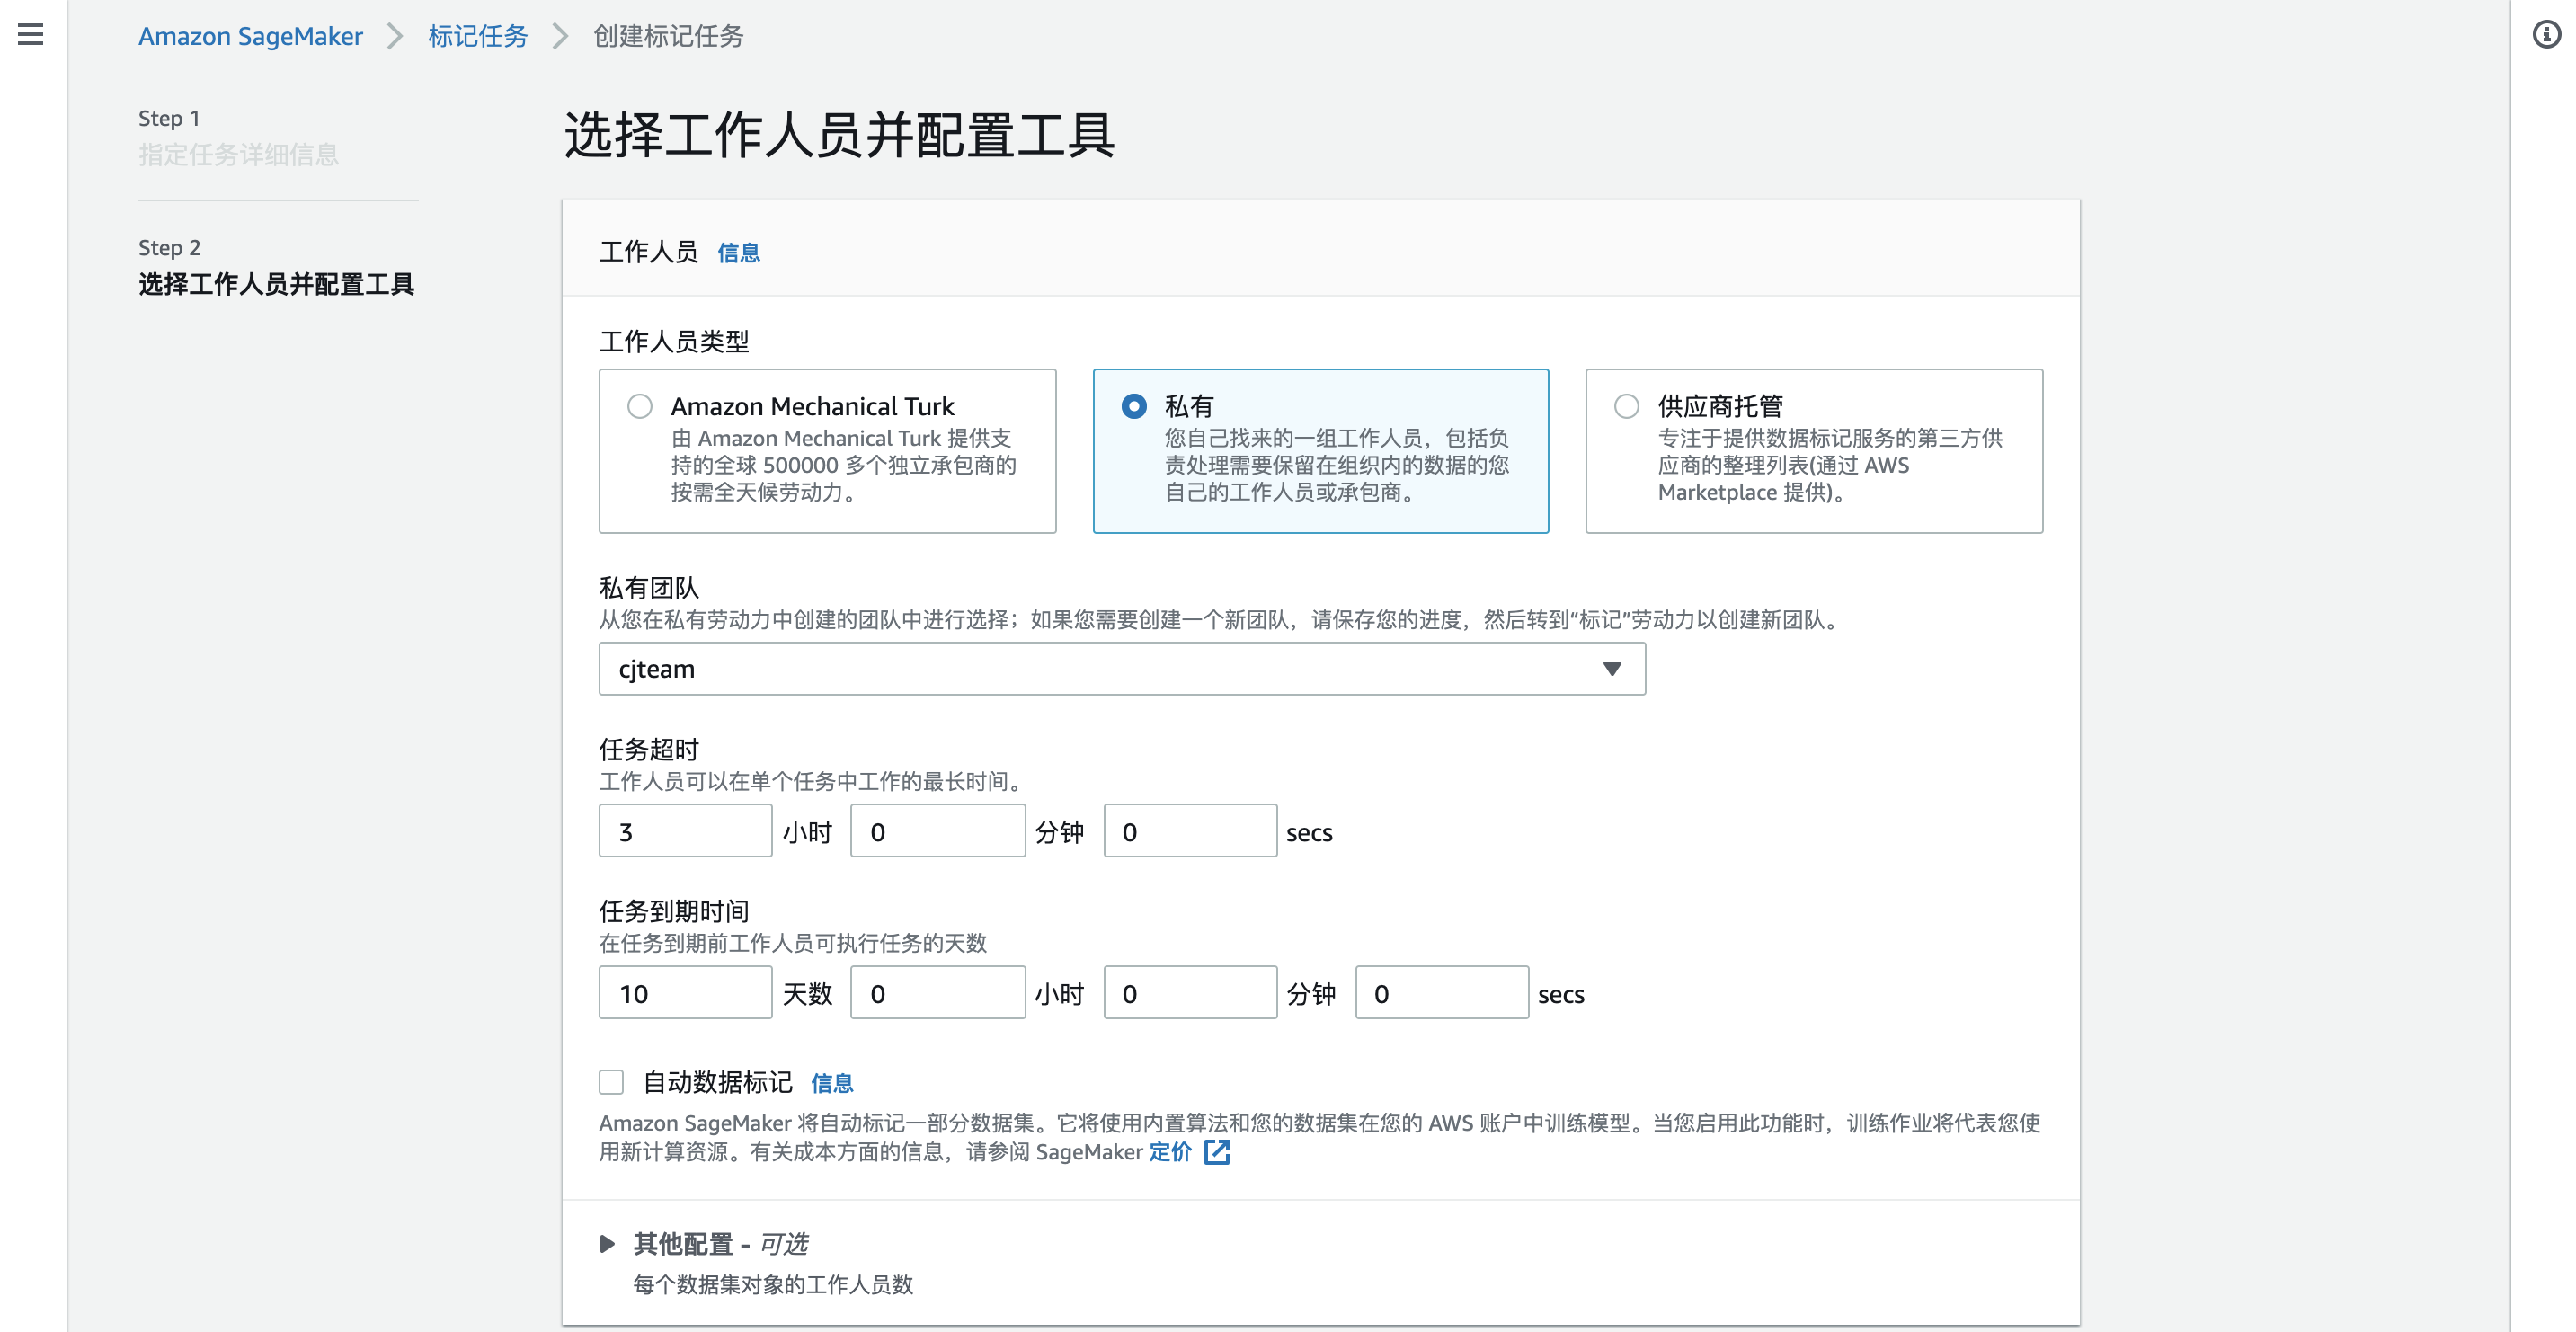 Amazon SageMaker > 标记任务 > 创建标记任务
Step 1
指定任务详细信息
Step 2
选择工作人员并配置工具
选择工作人员并配置工具
工作人员 信息
工作人员类型
Amazon Mechanical Turk
由 Amazon Mechanical Turk 提供支
持的全球 500000 多个独立承包商的
按需全天候劳动力。
私有
您自己找来的一组工作人员，包括负
责处理需要保留在组织内的数据的您
自己的工作人员或承包商。
供应商托管
专注于提供数据标记服务的第三方供
应商的整理列表(通过 AWS
Marketplace 提供)。
私有团队
从您在私有劳动力中创建的团队中进行选择；如果您需要创建一个新团队，请保存您的进度，然后转到“标记”劳动力以创建新团队。
cjteam
任务超时
工作人员可以在单个任务中工作的最长时间。
3 小时 0 分钟 0 secs
任务到期时间
在任务到期前工作人员可执行任务的天数
10 天数 0 小时 0 分钟 0 secs
自动数据标记 信息
Amazon SageMaker 将自动标记一部分数据集。它将使用内置算法和您的数据集在您的 AWS 账户中训练模型。当您启用此功能时，训练作业将代表您使
用新计算资源。有关成本方面的信息，请参阅 SageMaker 定价
其他配置 - 可选
每个数据集对象的工作人员数